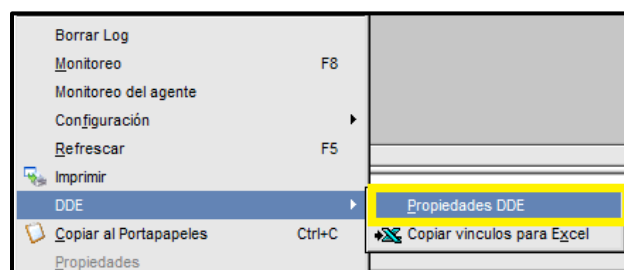 Borrar Log
Monitoreo F8
Monitoreo del agente
Configuración
Refrescar F5
Imprimir
DDE
Propiedades DDE
Copiar al Portapapeles Ctrl+C
Copiar vinculos para Excel
Propiedades